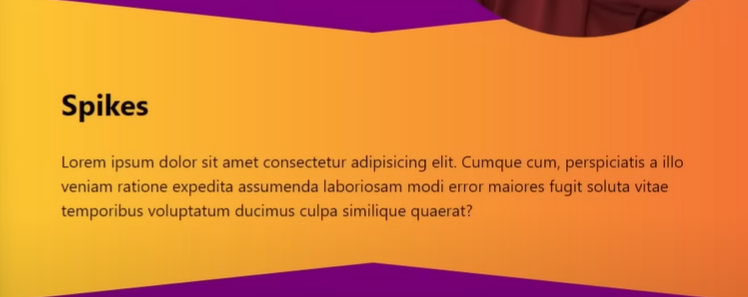 Spikes
Lorem ipsum dolor sit amet consectetur adipisicing elit. Cumque cum, perspiciatis a illo
veniam ratione expedita assumenda laboriosam modi error maiores fugit soluta vitae
temporibus voluptatum ducimus culpa similique quaerat?